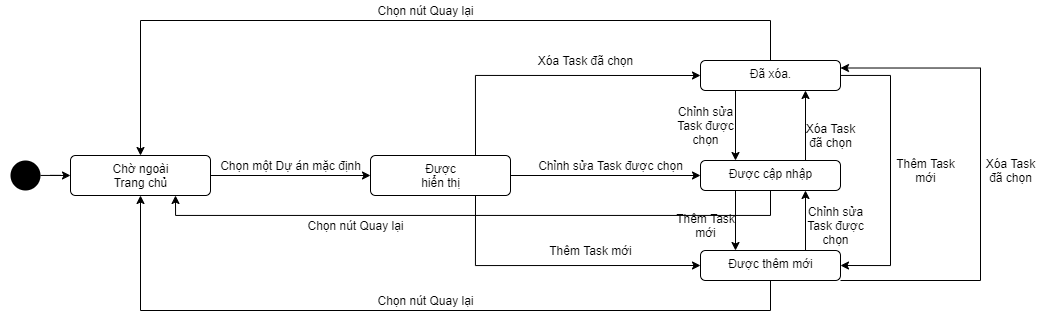 Chọn nút Quay lại
Xóa Task đã chọn
Đã xóa.
Chỉnh sửa
Task được
chọn
Xóa Task
đã chọn
Chờ ngoài
Trang chủ
Chọn một Dự án mặc định
Được
hiển thị
Chỉnh sửa Task được chọn
Được cập nhập
Thêm Task
mới
Xóa Task
đã chọn
Chọn nút Quay lại
Thêm Task
mới
Chỉnh sửa
Task được
chọn
Thêm Task mới
Được thêm mới
Chọn nút Quay lại